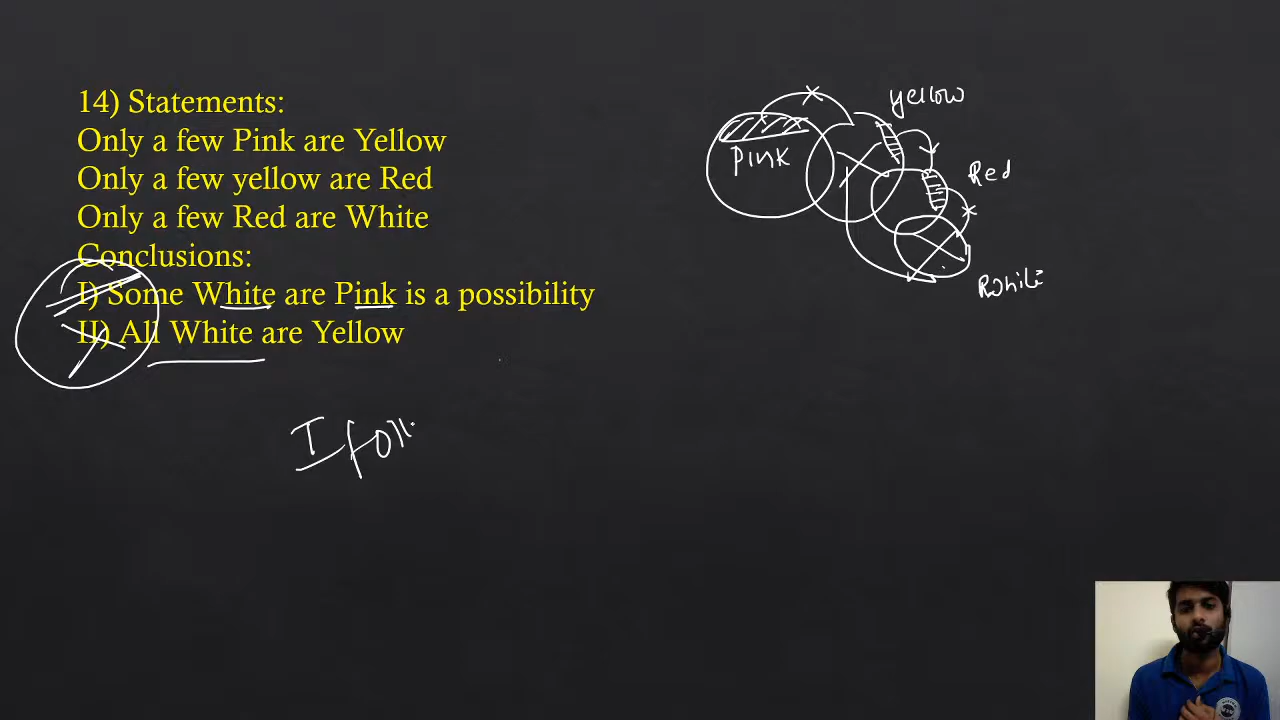 14) Statements:
Only a few Pink are Yellow
Only a few yellow are Red
Only a few Red are White
Conclusions:
I) Some White are Pink is a possibility
II) All White are Yellow
I foll
Pink
yellow
Red
White